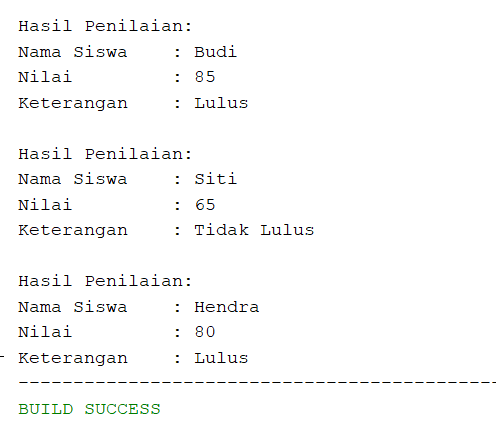 Hasil Penilaian:
Nama Siswa    : Budi
Nilai         : 85
Keterangan    : Lulus

Hasil Penilaian:
Nama Siswa    : Siti
Nilai         : 65
Keterangan    : Tidak Lulus

Hasil Penilaian:
Nama Siswa    : Hendra
Nilai         : 80
Keterangan    : Lulus
--------------------------------------------
BUILD SUCCESS